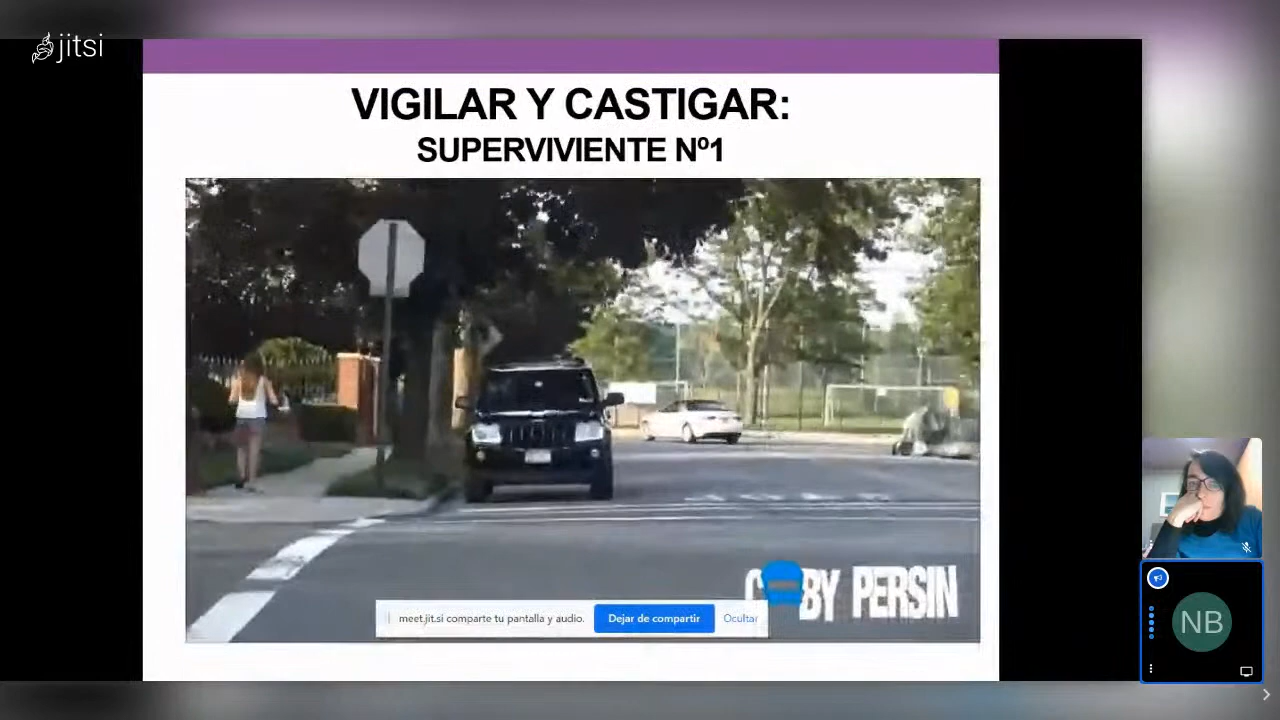 jitsi
VIGILAR Y CASTIGAR:
SUPERVIVIENTE Nº1
BY PERSIN
meet.jit.si comparte tu pantalla y audio.
Dejar de compartir
Ocultar
NB